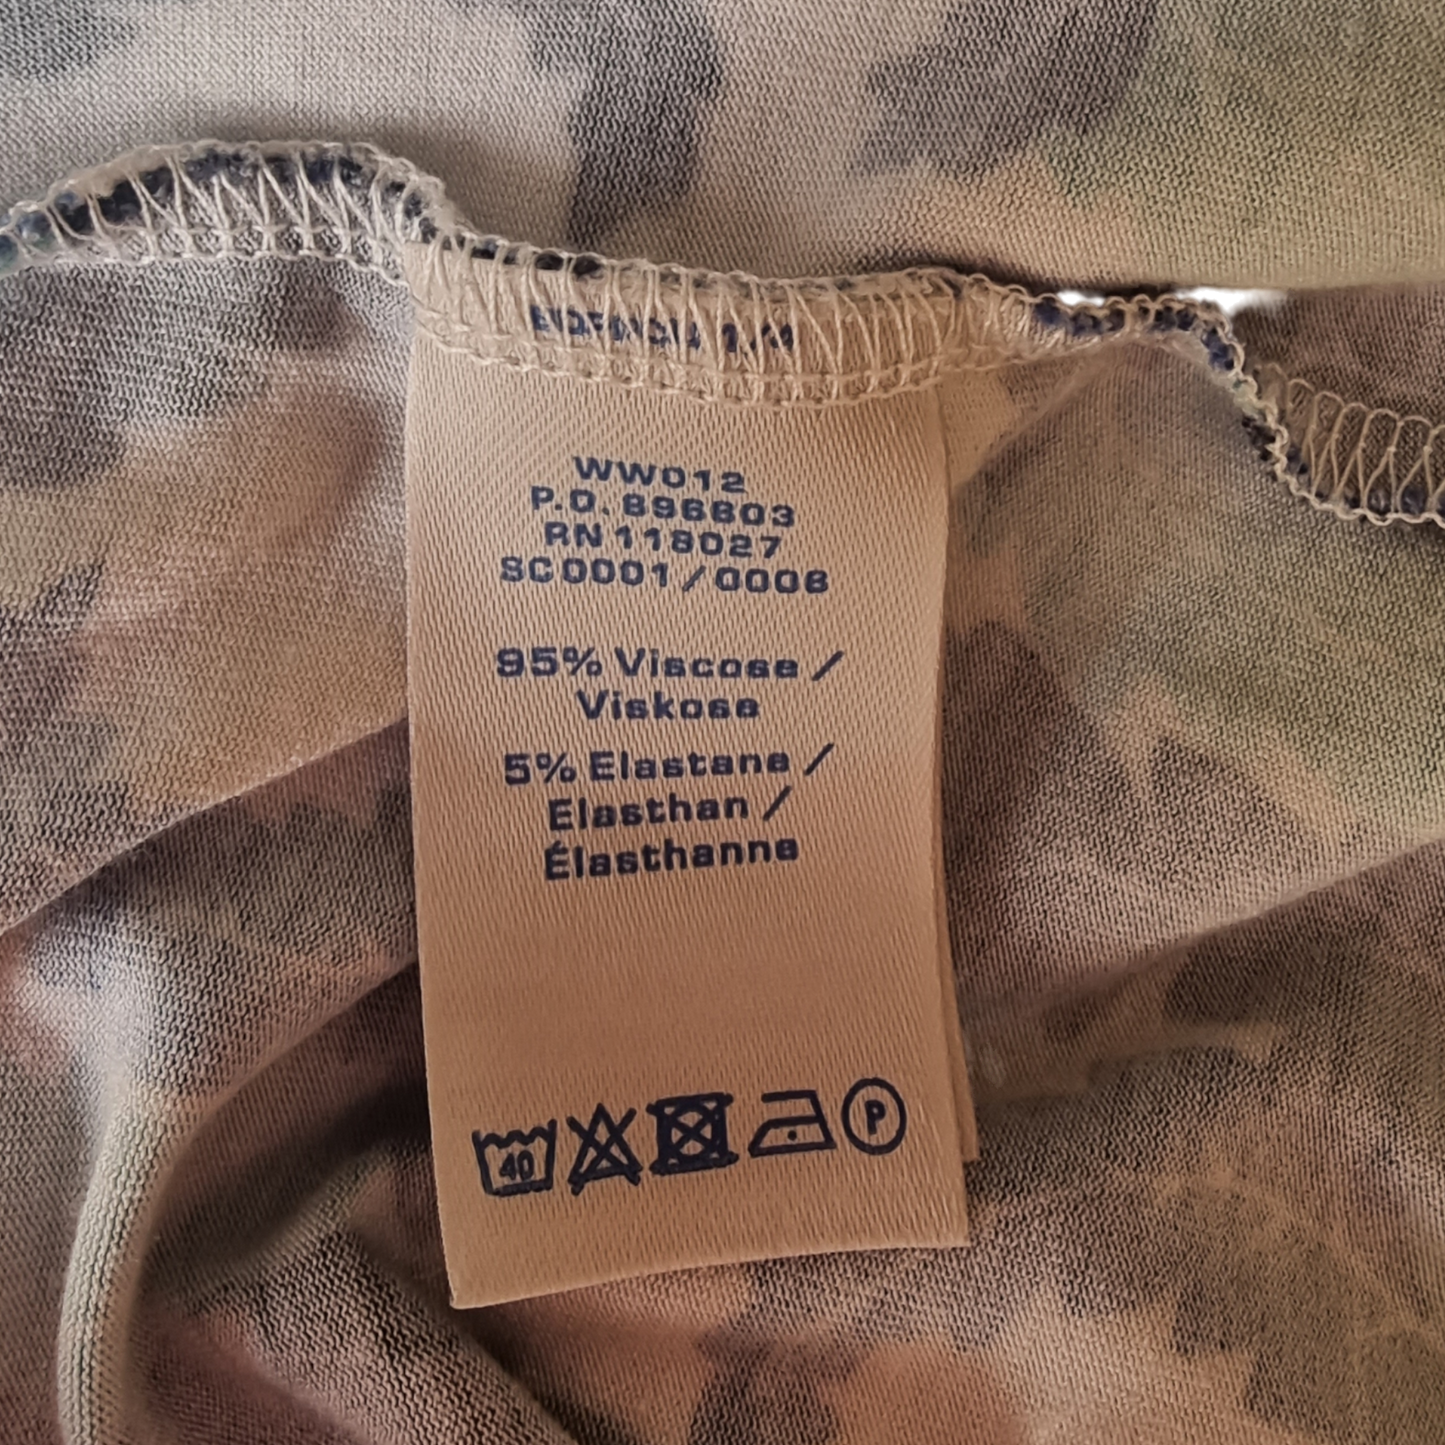 WW012
P.O. 896603
RN 118027
SC0001/0006
95% Viscose /
Viskose
5% Elastane /
Elasthan /
Élasthanne
40
P